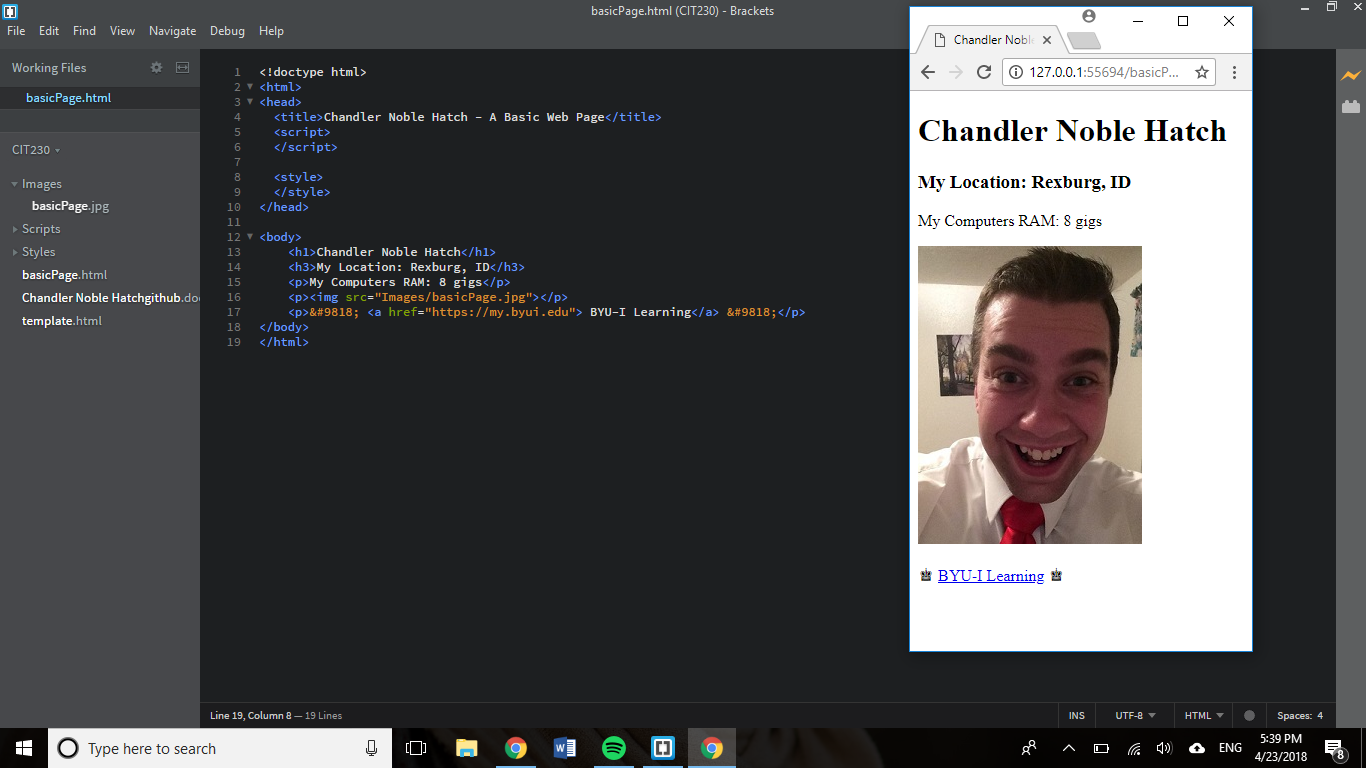 basicPage.html (CIT230) - Brackets
File Edit Find View Navigate Debug Help
Working Files
basicPage.html
CIT230
Images
basicPage.jpg
Scripts
Styles
basicPage.html
Chandler Noble Hatchgithub.doc
template.html
1 <!doctype html>
2 <html>
3 <head>
4 <title>Chandler Noble Hatch - A Basic Web Page</title>
5 <script>
6 </script>
7
8 <style>
9 </style>
10 </head>
11
12 <body>
13 <h1>Chandler Noble Hatch</h1>
14 <h3>My Location: Rexburg, ID</h3>
15 <p>My Computers RAM: 8 gigs</p>
16 <p><img src="Images/basicPage.jpg"></p>
17 <p>&#9818; <a href="https://my.byui.edu"> BYU-I Learning</a> &#9818;</p>
18 </body>
19 </html>
Line 19, Column 8 — 19 Lines
INS UTF-8 HTML Spaces: 4
Chandler Noble
127.0.0.1:55694/basicP...
Chandler Noble Hatch
My Location: Rexburg, ID
My Computers RAM: 8 gigs
♚ BYU-I Learning ♚
Type here to search
ENG
5:39 PM
4/23/2018
8